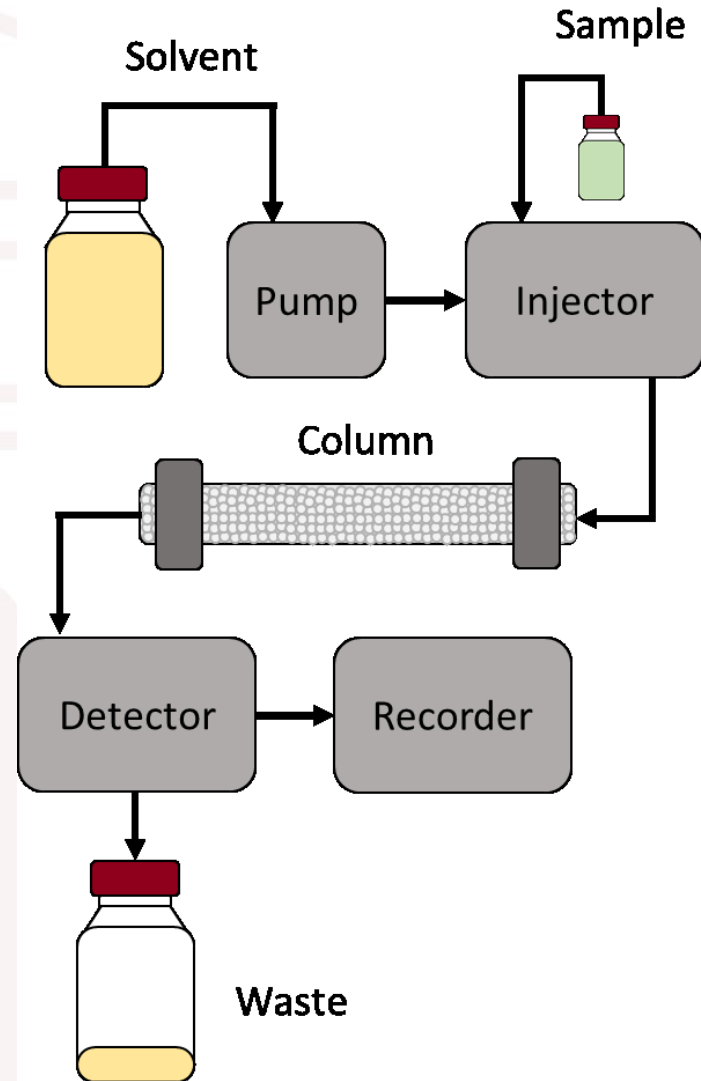 Sample
Solvent
Pump
Injector
Column
Detector
Recorder
Waste